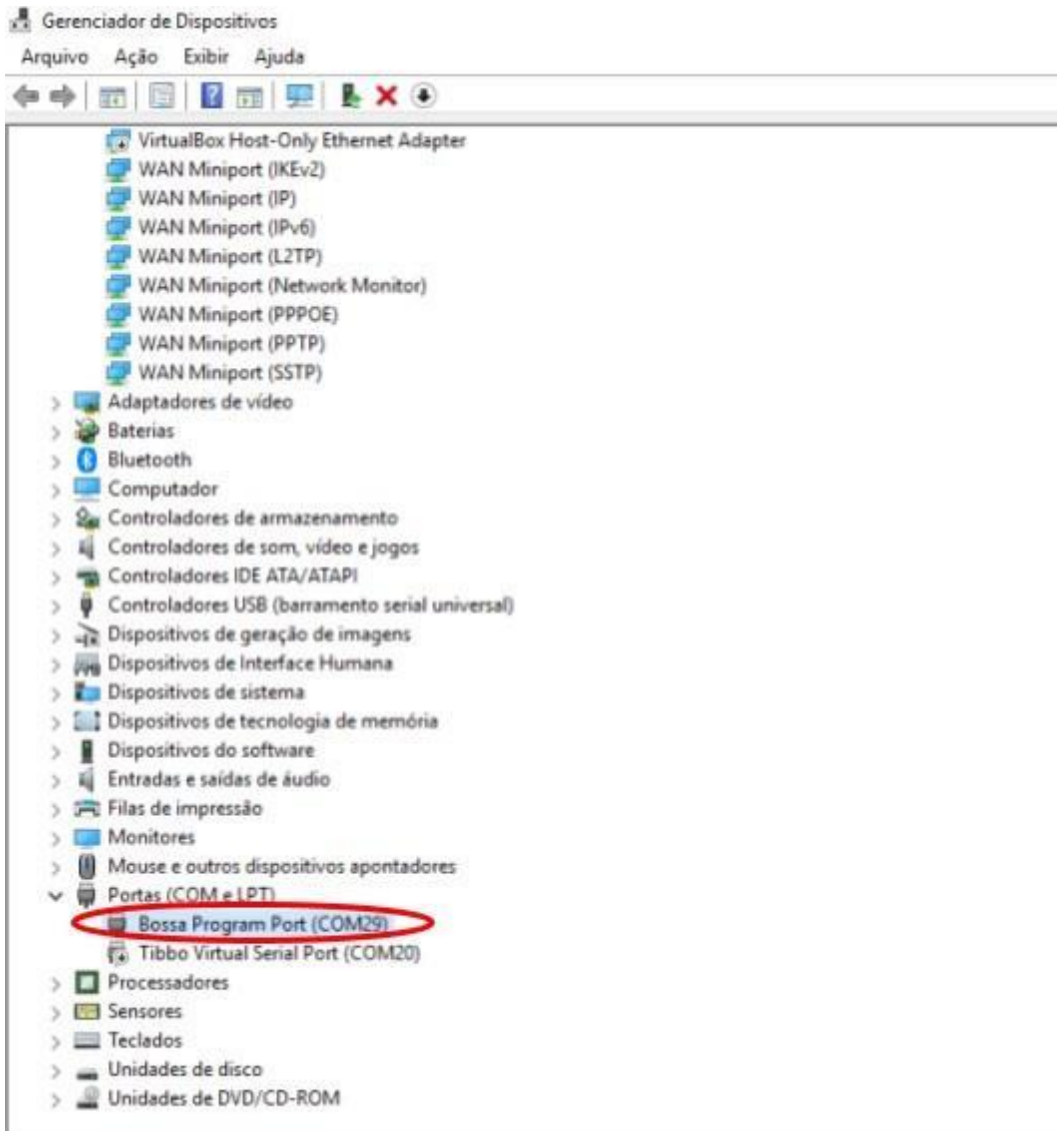 Gerenciador de Dispositivos
Arquivo Ação Exibir Ajuda
VirtualBox Host-Only Ethernet Adapter
WAN Miniport (IKEv2)
WAN Miniport (IP)
WAN Miniport (IPv6)
WAN Miniport (L2TP)
WAN Miniport (Network Monitor)
WAN Miniport (PPPOE)
WAN Miniport (PPTP)
WAN Miniport (SSTP)
Adaptadores de vídeo
Baterias
Bluetooth
Computador
Controladores de armazenamento
Controladores de som, vídeo e jogos
Controladores IDE ATA/ATAPI
Controladores USB (barramento serial universal)
Dispositivos de geração de imagens
Dispositivos de Interface Humana
Dispositivos de sistema
Dispositivos de tecnologia de memória
Dispositivos do software
Entradas e saídas de áudio
Filas de impressão
Monitores
Mouse e outros dispositivos apontadores
Portas (COM e LPT)
Bossa Program Port (COM29)
Tibbo Virtual Serial Port (COM20)
Processadores
Sensores
Teclados
Unidades de disco
Unidades de DVD/CD-ROM